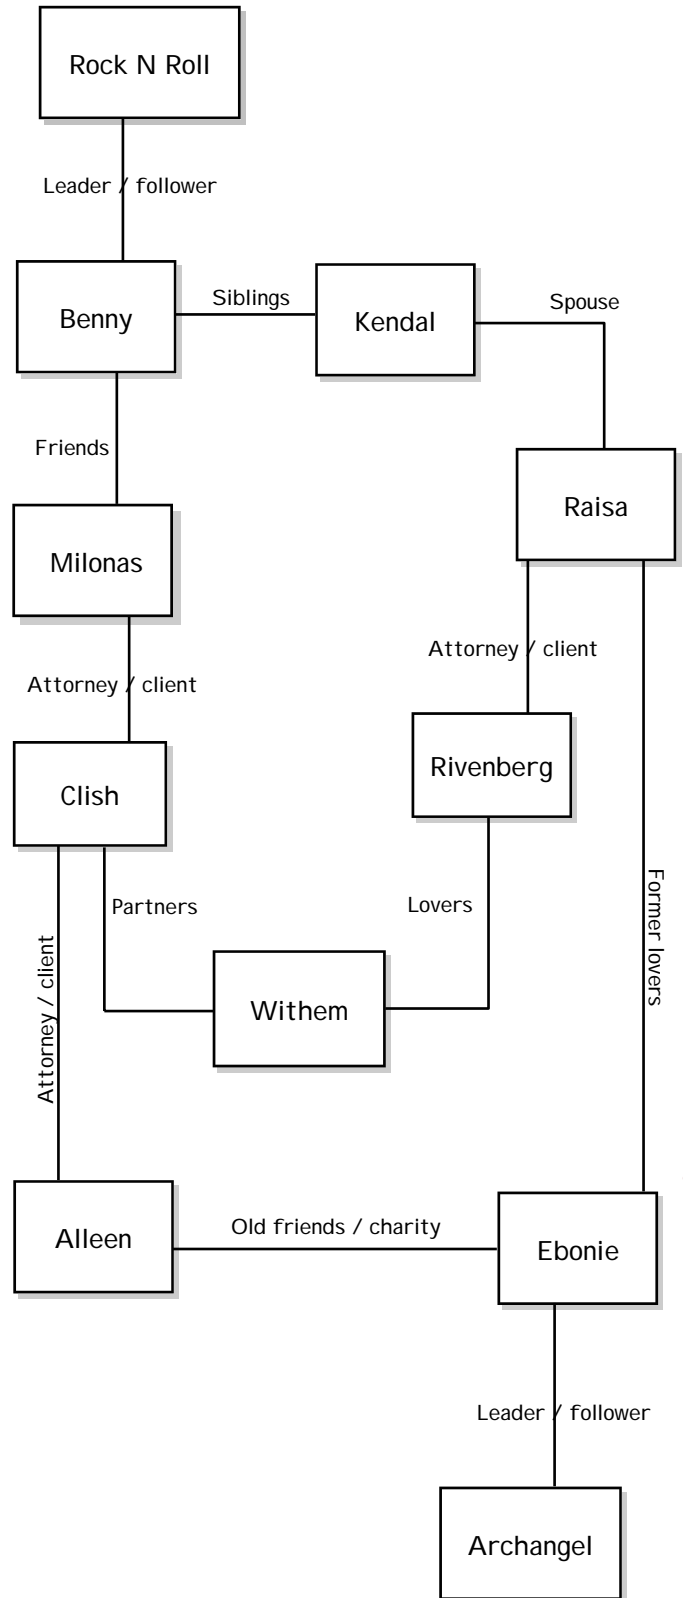 Rock N Roll
Leader / follower
Siblings
Benny
Kendal
Spouse
Friends
Raisa
Milonas
Attorney / client
Attorney / client
Rivenberg
Clish
Partners
Lovers
Former lovers
Attorney / client
Withem
Old friends / charity
Alleen
Ebonie
Leader / follower
Archangel